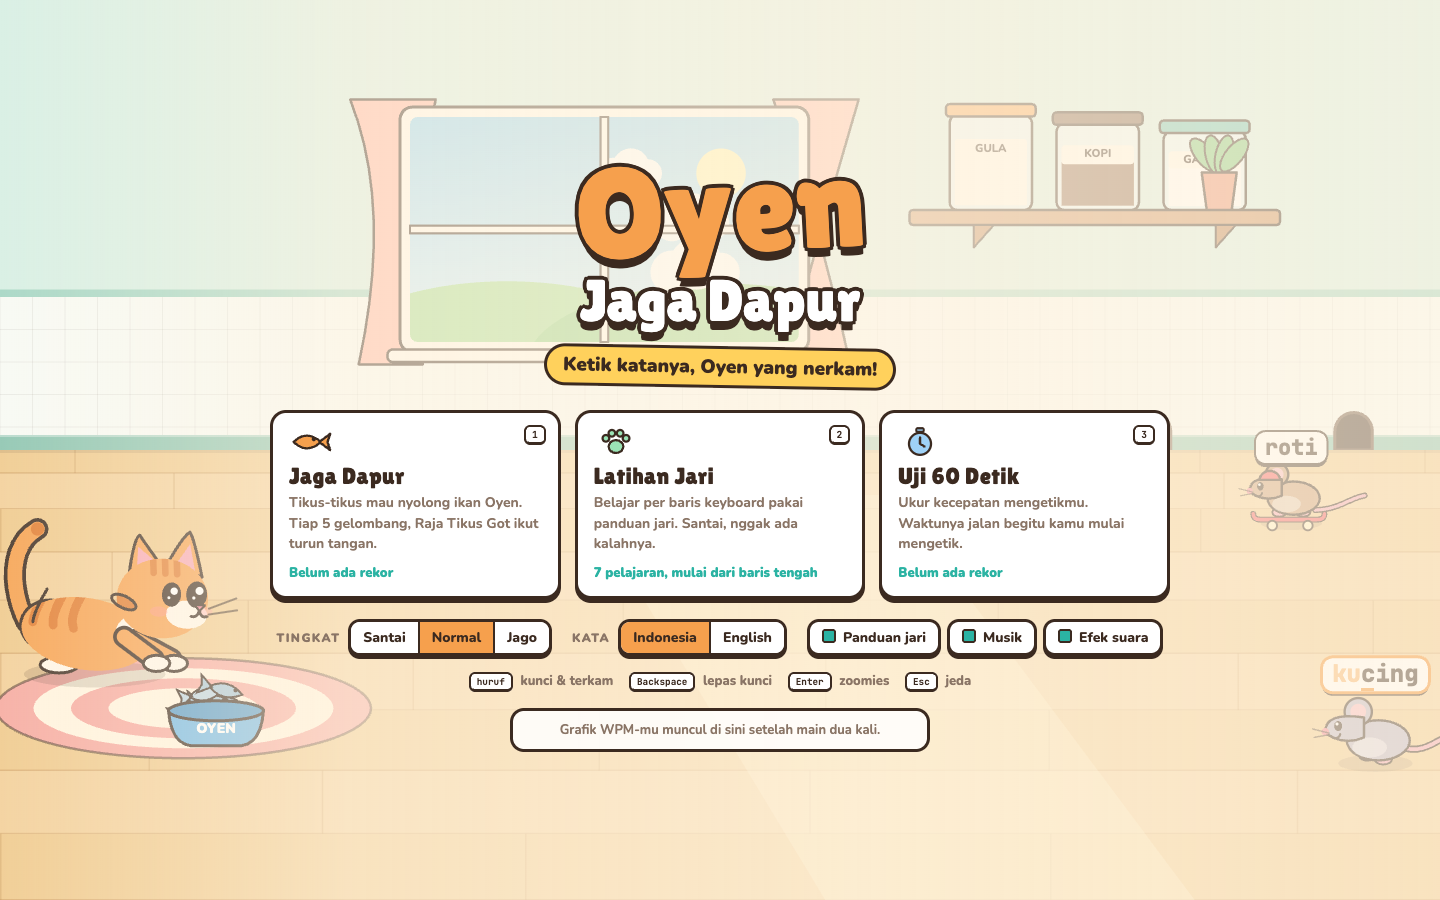 GULA
KOPI
Oyen
Jaga Dapur
Ketik katanya, Oyen yang nerkam!
1
Jaga Dapur
Tikus-tikus mau nyolong ikan Oyen.
Tiap 5 gelombang, Raja Tikus Got ikut
turun tangan.
Belum ada rekor
2
Latihan Jari
Belajar per baris keyboard pakai
panduan jari. Santai, nggak ada
kalahnya.
7 pelajaran, mulai dari baris tengah
3
Uji 60 Detik
Ukur kecepatan mengetikmu.
Waktunya jalan begitu kamu mulai
mengetik.
Belum ada rekor
roti
TINGKAT Santai Normal Jago KATA Indonesia English Panduan jari Musik Efek suara
huruf kunci & terkam Backspace lepas kunci Enter zoomies Esc jeda
kucing
OYEN
Grafik WPM-mu muncul di sini setelah main dua kali.